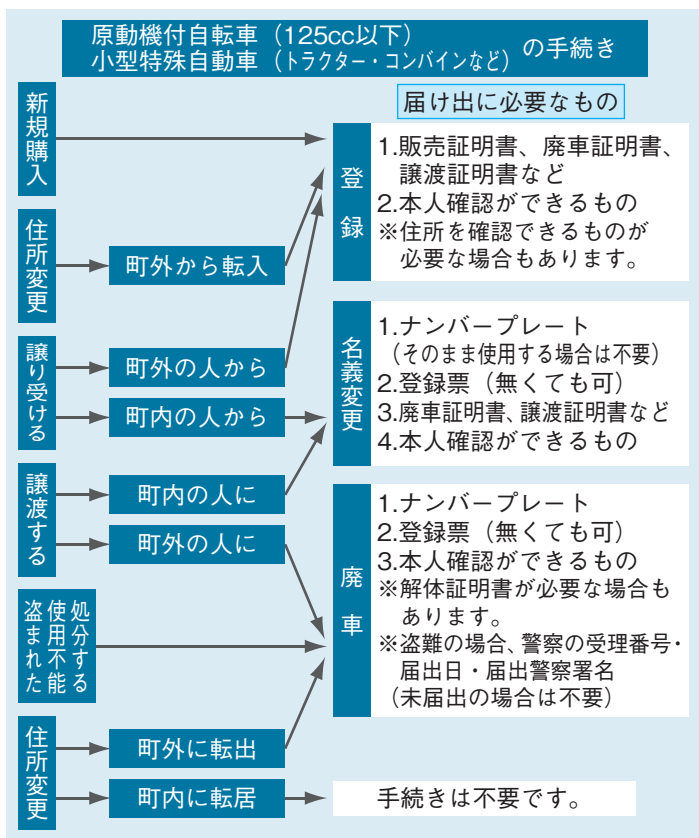 原動機付自転車(125cc以下)
小型特殊自動車(トラクター・コンバインなど)
の手続き
届け出に必要なもの
新規購入
登録
1.販売証明書、廃車証明書、
譲渡証明書など
2.本人確認ができるもの
※住所を確認できるものが
必要な場合もあります。
住所変更
町外から転入
譲り受ける
町外の人から
町内の人から
名義変更
1.ナンバープレート
(そのまま使用する場合は不要)
2.登録票(無くても可)
3.廃車証明書、譲渡証明書など
4.本人確認ができるもの
譲渡する
町内の人に
町外の人に
廃車
1.ナンバープレート
2.登録票(無くても可)
3.本人確認ができるもの
※解体証明書が必要な場合も
あります。
※盗難の場合、警察の受理番号・
届出日・届出警察署名
(未届出の場合は不要)
処分する
使用不能
盗まれた
住所変更
町外に転出
町内に転居
手続きは不要です。